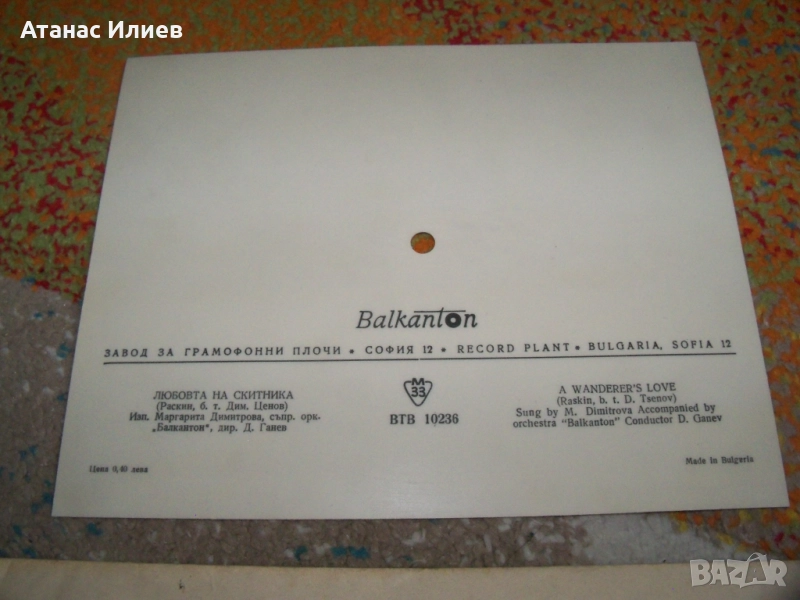 Атанас Илиев
Balkanton
ЗАВОД ЗА ГРАМОФОННИ ПЛОЧИ • СОФИЯ 12 • RECORD PLANT • BULGARIA, SOFIA 12
ЛЮБОВТА НА СКИТНИКА
(Раскин, б. т. Дим. Ценов)
Изп. Маргарита Димитрова, съпр. орк.
„Балкантон", дир. Д. Ганев
М
33
ВТВ 10236
A WANDERER'S LOVE
(Raskin, b. t. D. Tsenov)
Sung by M. Dimitrova Accompanied by
orchestra "Balkanton" Conductor D. Ganev
Цена 0,40 лева
Made in Bulgeria
BAZAR